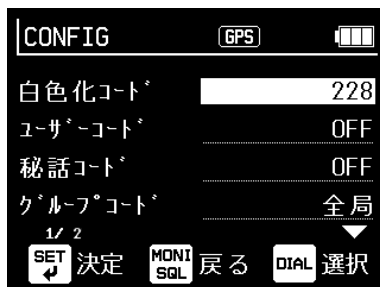 CONFIG GPS
白色化ｺｰﾄﾞ 228
ﾕｰｻﾞｰｺｰﾄﾞ OFF
秘話ｺｰﾄﾞ OFF
ｸﾞﾙｰﾌﾟｺｰﾄﾞ 全局
1/ 2
SET 決定 MONI SQL 戻る DIAL 選択